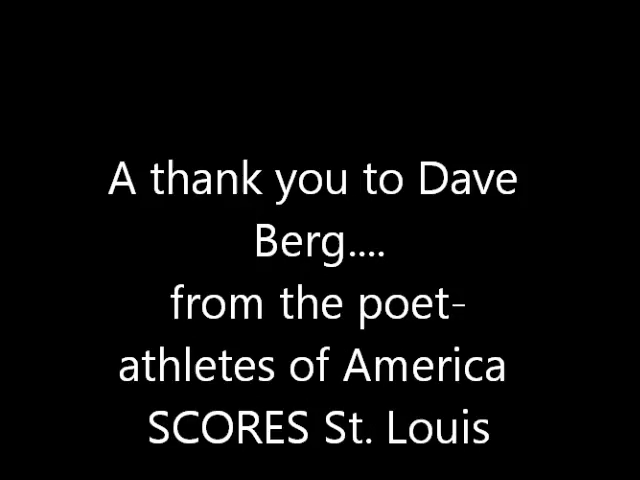 A thank you to Dave
Berg....
from the poet-
athletes of America
SCORES St. Louis